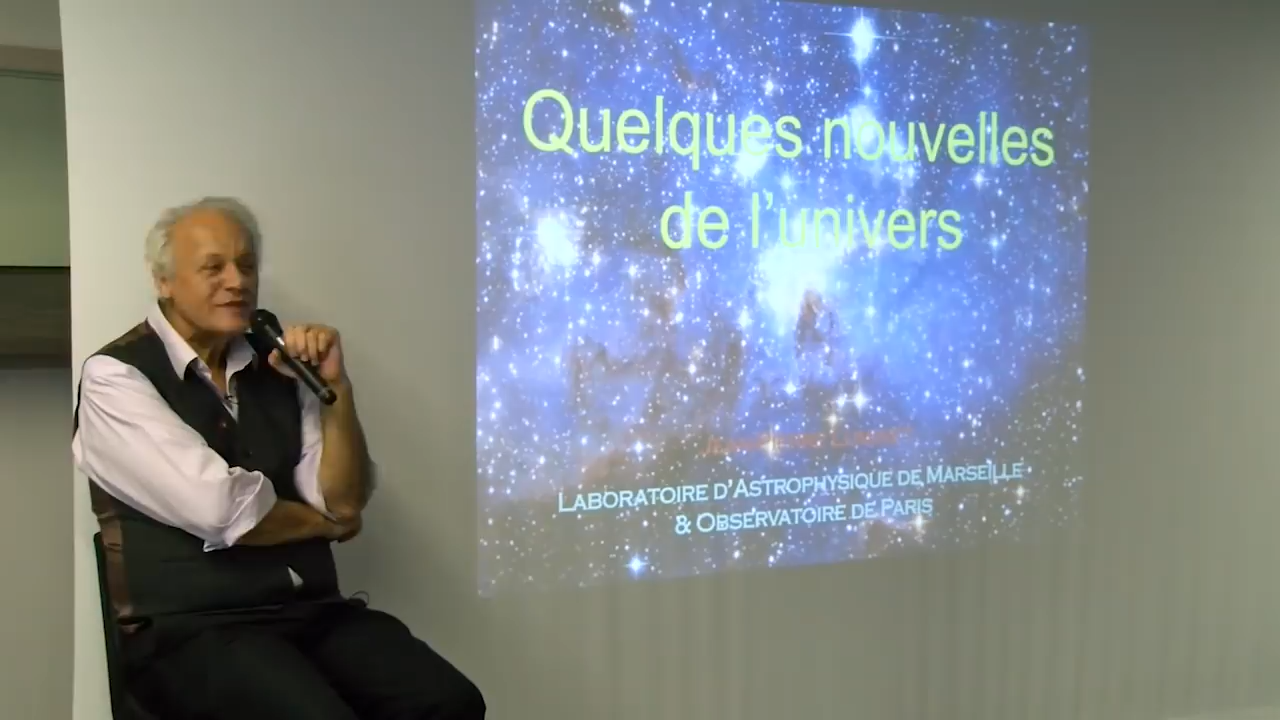 Quelques nouvelles
de l'univers
LABORATOIRE D'ASTROPHYSIQUE DE MARSEILLE
& OBSERVATOIRE DE PARIS